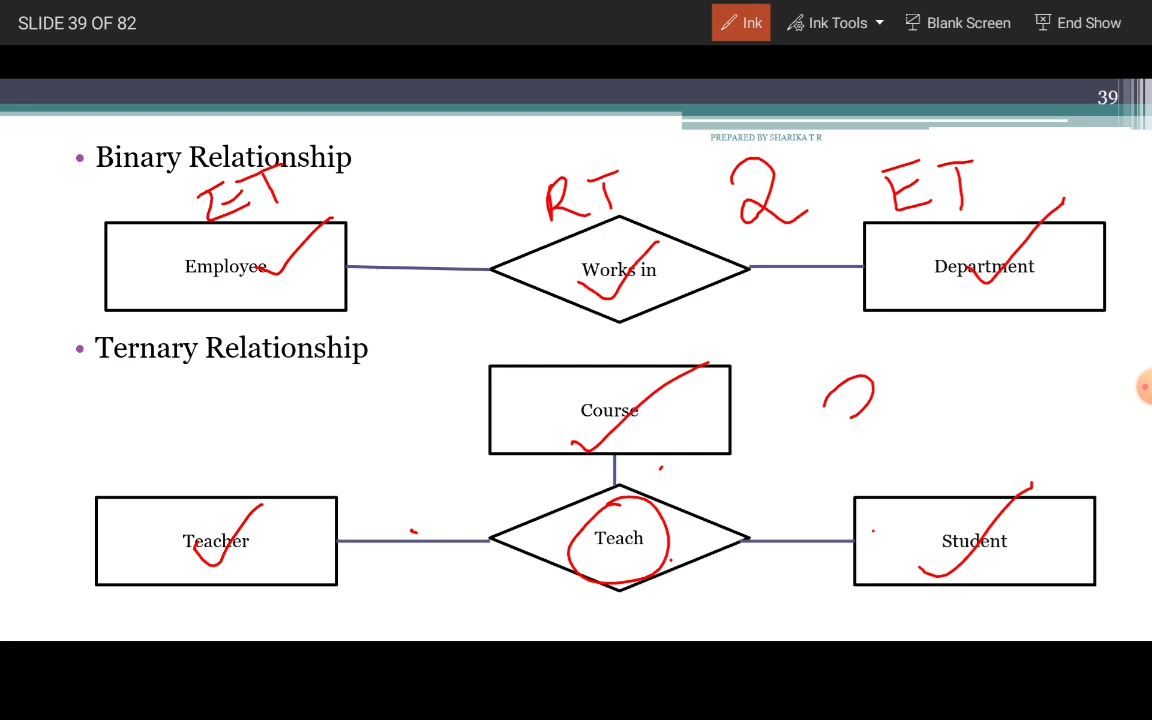 SLIDE 39 OF 82
Ink
Ink Tools
Blank Screen
End Show
39
PREPARED BY SHARIKA T R
• Binary Relationship
ET
RT
2
ET
Employee
Works in
Department
• Ternary Relationship
Course
Teacher
Teach
Student